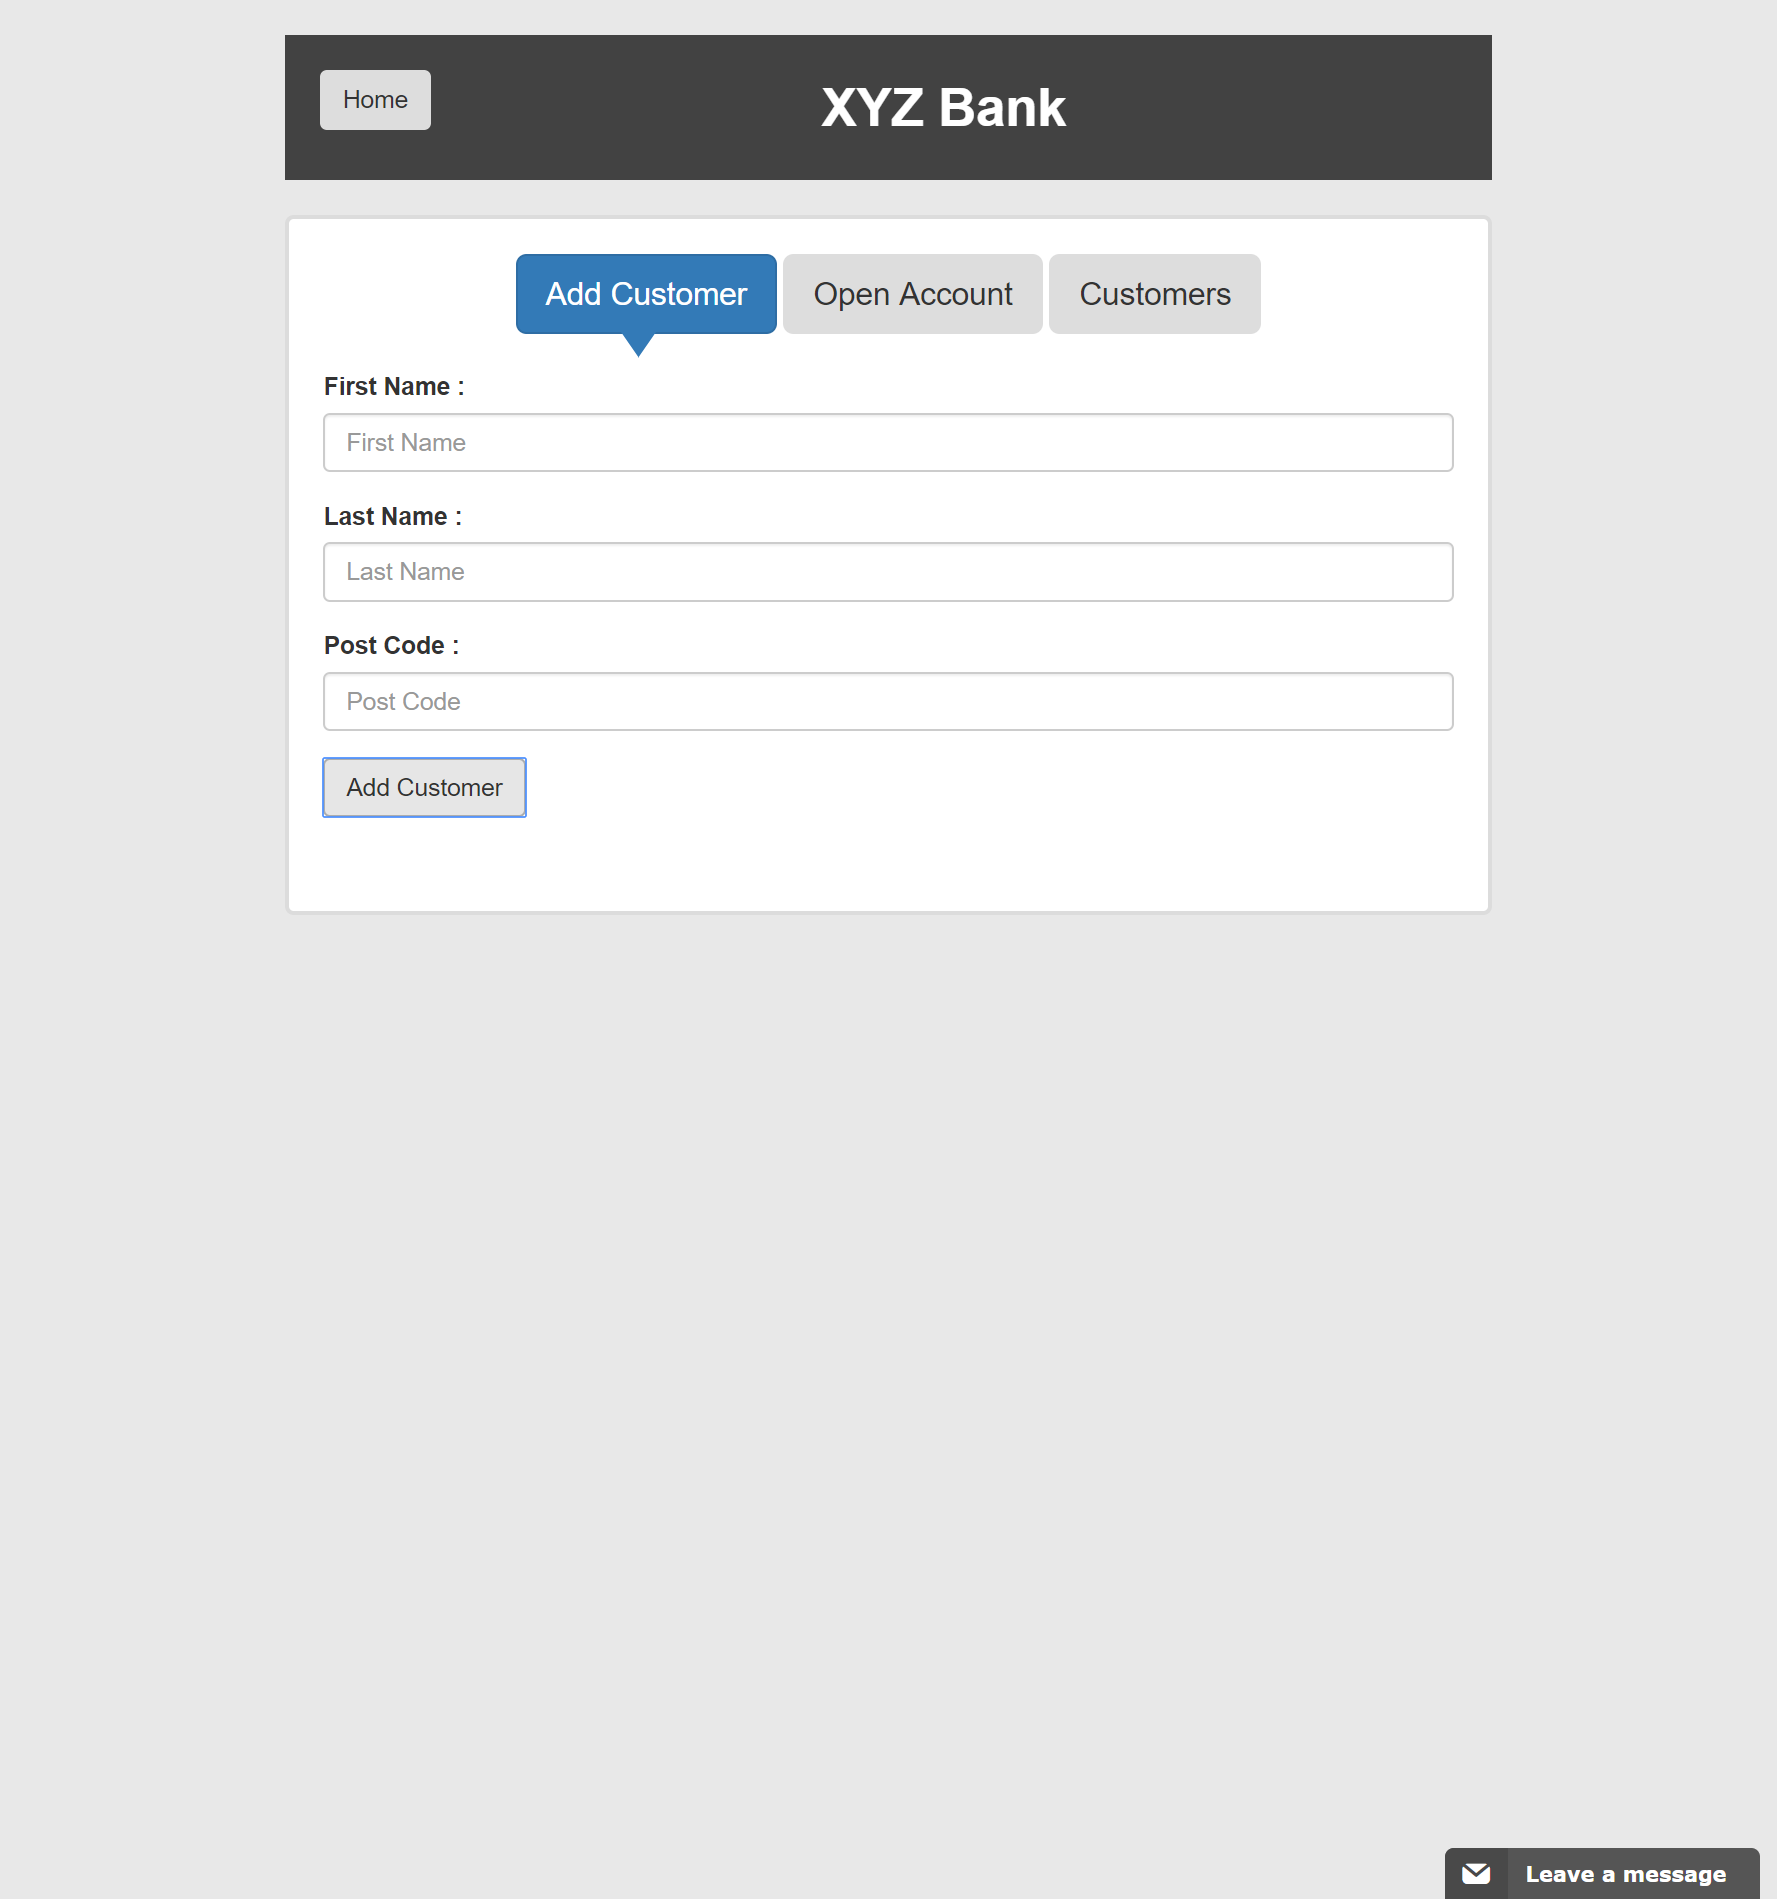 Home
XYZ Bank
Add Customer
Open Account
Customers
First Name :
First Name
Last Name :
Last Name
Post Code :
Post Code
Add Customer
Leave a message